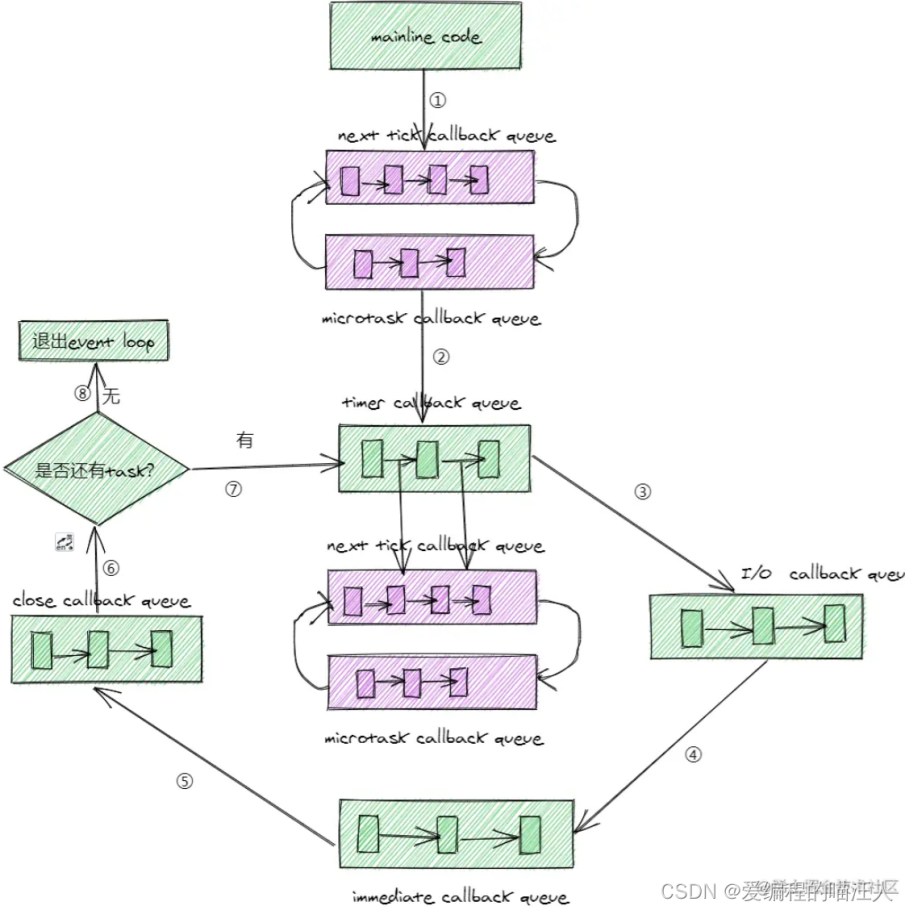 mainline code
①
next tick callback queue
microtask callback queue
②
退出event loop
⑧ 无
timer callback queue
有
是否还有task?
⑦
③
next tick callback queue
⑥
I/O callback queu
close callback queue
microtask callback queue
④
⑤
immediate callback queue
CSDN @爱编程的喵汪人